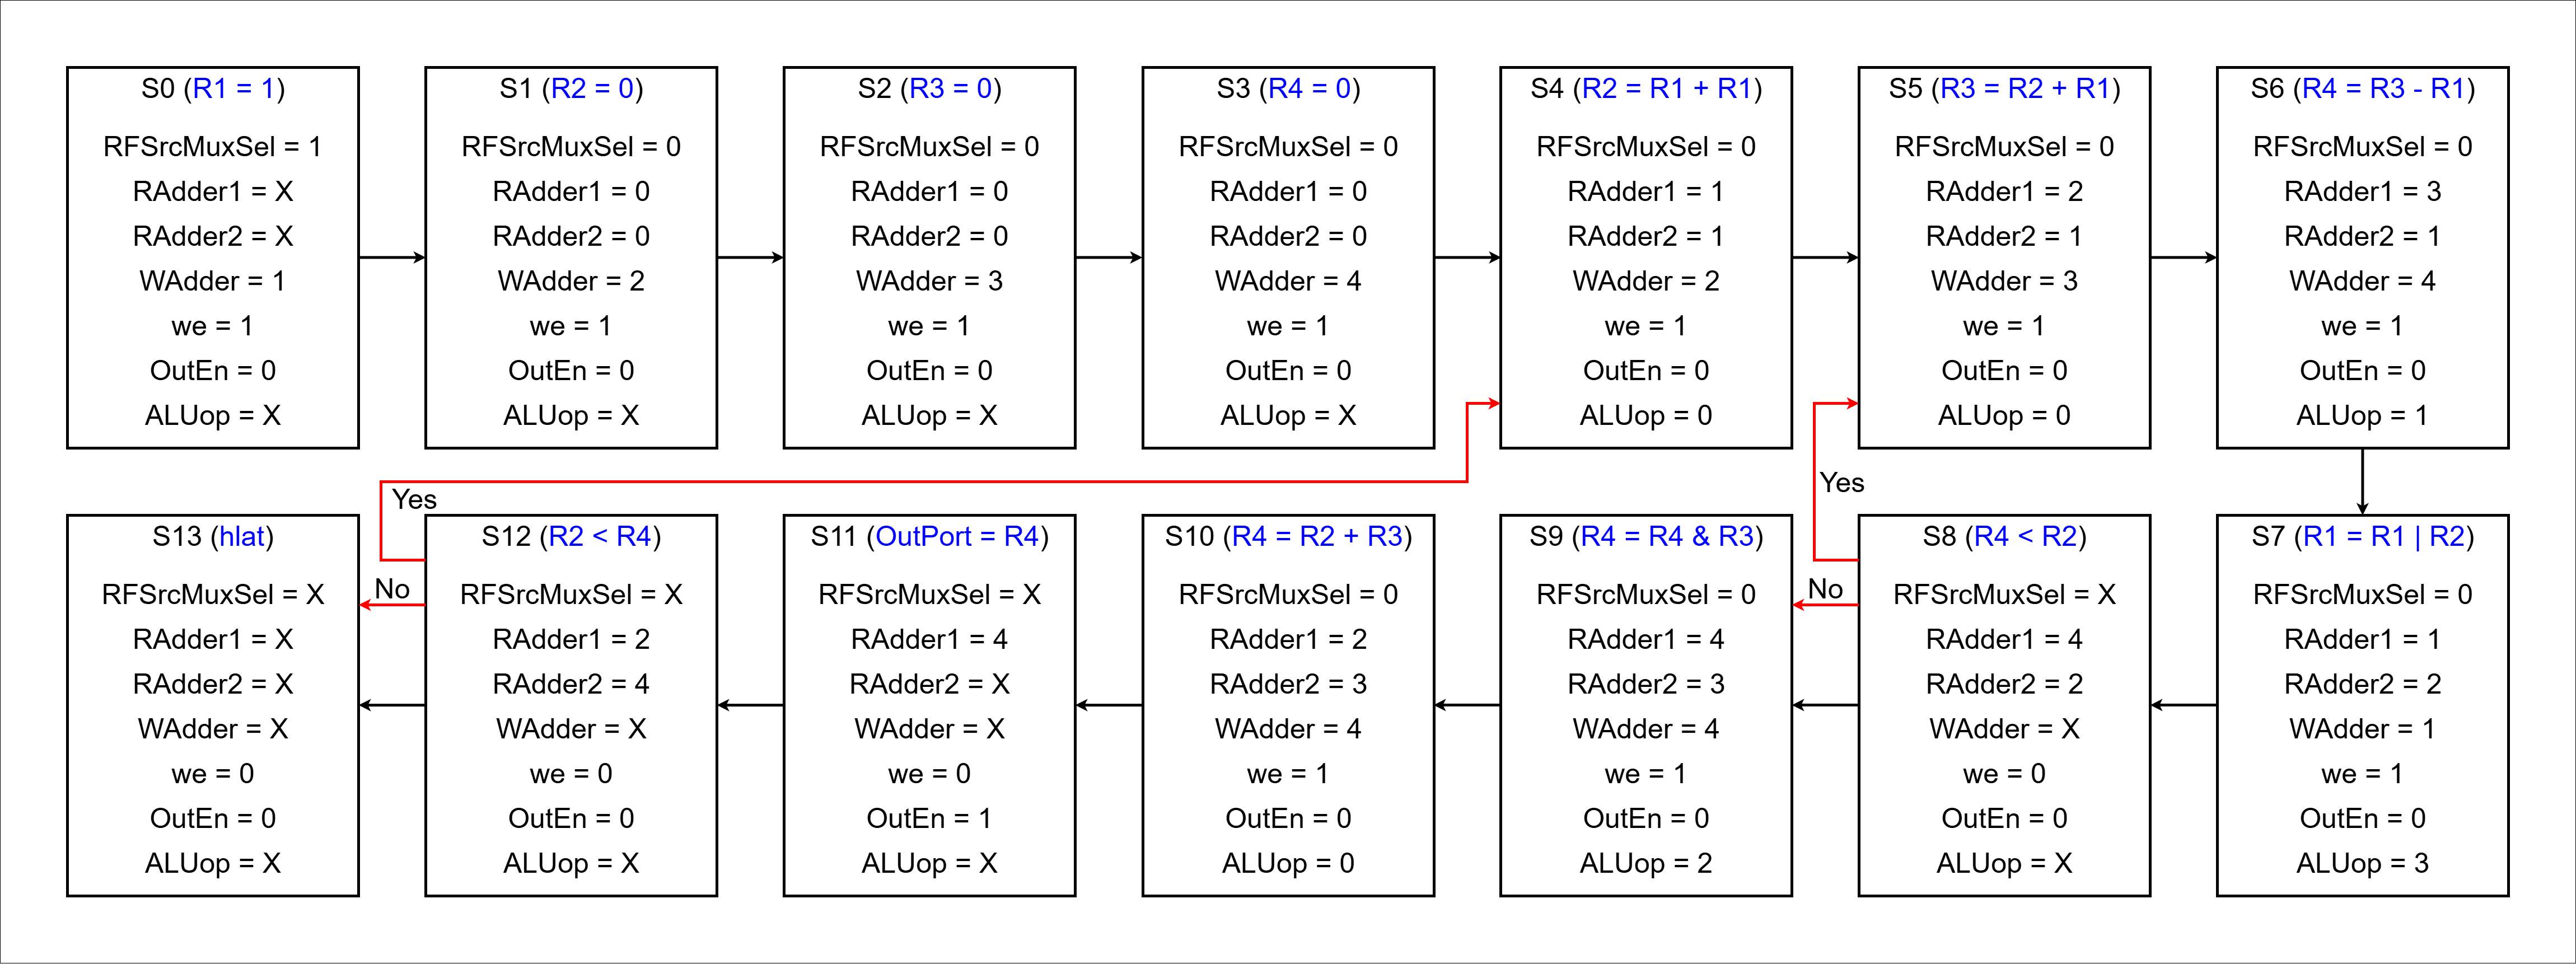 S0 (R1 = 1)
RFSrcMuxSel = 1
RAdder1 = X
RAdder2 = X
WAdder = 1
we = 1
OutEn = 0
ALUop = X
S1 (R2 = 0)
RFSrcMuxSel = 0
RAdder1 = 0
RAdder2 = 0
WAdder = 2
we = 1
OutEn = 0
ALUop = X
S2 (R3 = 0)
RFSrcMuxSel = 0
RAdder1 = 0
RAdder2 = 0
WAdder = 3
we = 1
OutEn = 0
ALUop = X
S3 (R4 = 0)
RFSrcMuxSel = 0
RAdder1 = 0
RAdder2 = 0
WAdder = 4
we = 1
OutEn = 0
ALUop = X
S4 (R2 = R1 + R1)
RFSrcMuxSel = 0
RAdder1 = 1
RAdder2 = 1
WAdder = 2
we = 1
OutEn = 0
ALUop = 0
S5 (R3 = R2 + R1)
RFSrcMuxSel = 0
RAdder1 = 2
RAdder2 = 1
WAdder = 3
we = 1
OutEn = 0
ALUop = 0
S6 (R4 = R3 - R1)
RFSrcMuxSel = 0
RAdder1 = 3
RAdder2 = 1
WAdder = 4
we = 1
OutEn = 0
ALUop = 1
S7 (R1 = R1 | R2)
RFSrcMuxSel = 0
RAdder1 = 1
RAdder2 = 2
WAdder = 1
we = 1
OutEn = 0
ALUop = 3
Yes
S8 (R4 < R2)
RFSrcMuxSel = X
RAdder1 = 4
RAdder2 = 2
WAdder = X
we = 0
OutEn = 0
ALUop = X
No
S9 (R4 = R4 & R3)
RFSrcMuxSel = 0
RAdder1 = 4
RAdder2 = 3
WAdder = 4
we = 1
OutEn = 0
ALUop = 2
S10 (R4 = R2 + R3)
RFSrcMuxSel = 0
RAdder1 = 2
RAdder2 = 3
WAdder = 4
we = 1
OutEn = 0
ALUop = 0
S11 (OutPort = R4)
RFSrcMuxSel = X
RAdder1 = 4
RAdder2 = X
WAdder = X
we = 0
OutEn = 1
ALUop = X
Yes
S12 (R2 < R4)
RFSrcMuxSel = X
RAdder1 = 2
RAdder2 = 4
WAdder = X
we = 0
OutEn = 0
ALUop = X
No
S13 (hlat)
RFSrcMuxSel = X
RAdder1 = X
RAdder2 = X
WAdder = X
we = 0
OutEn = 0
ALUop = X